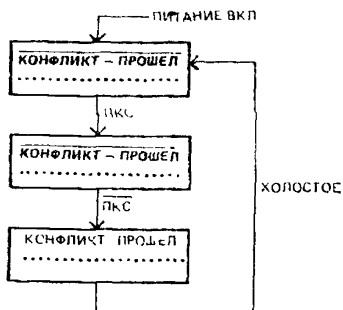 ПИТАНИЕ ВКЛ
КОНФЛИКТ – ПРОШЕЛ
ПКС
КОНФЛИКТ – ПРОШЕЛ
ХОЛОСТОЕ
ПКС
КОНФЛИКТ ПРОШЕЛ